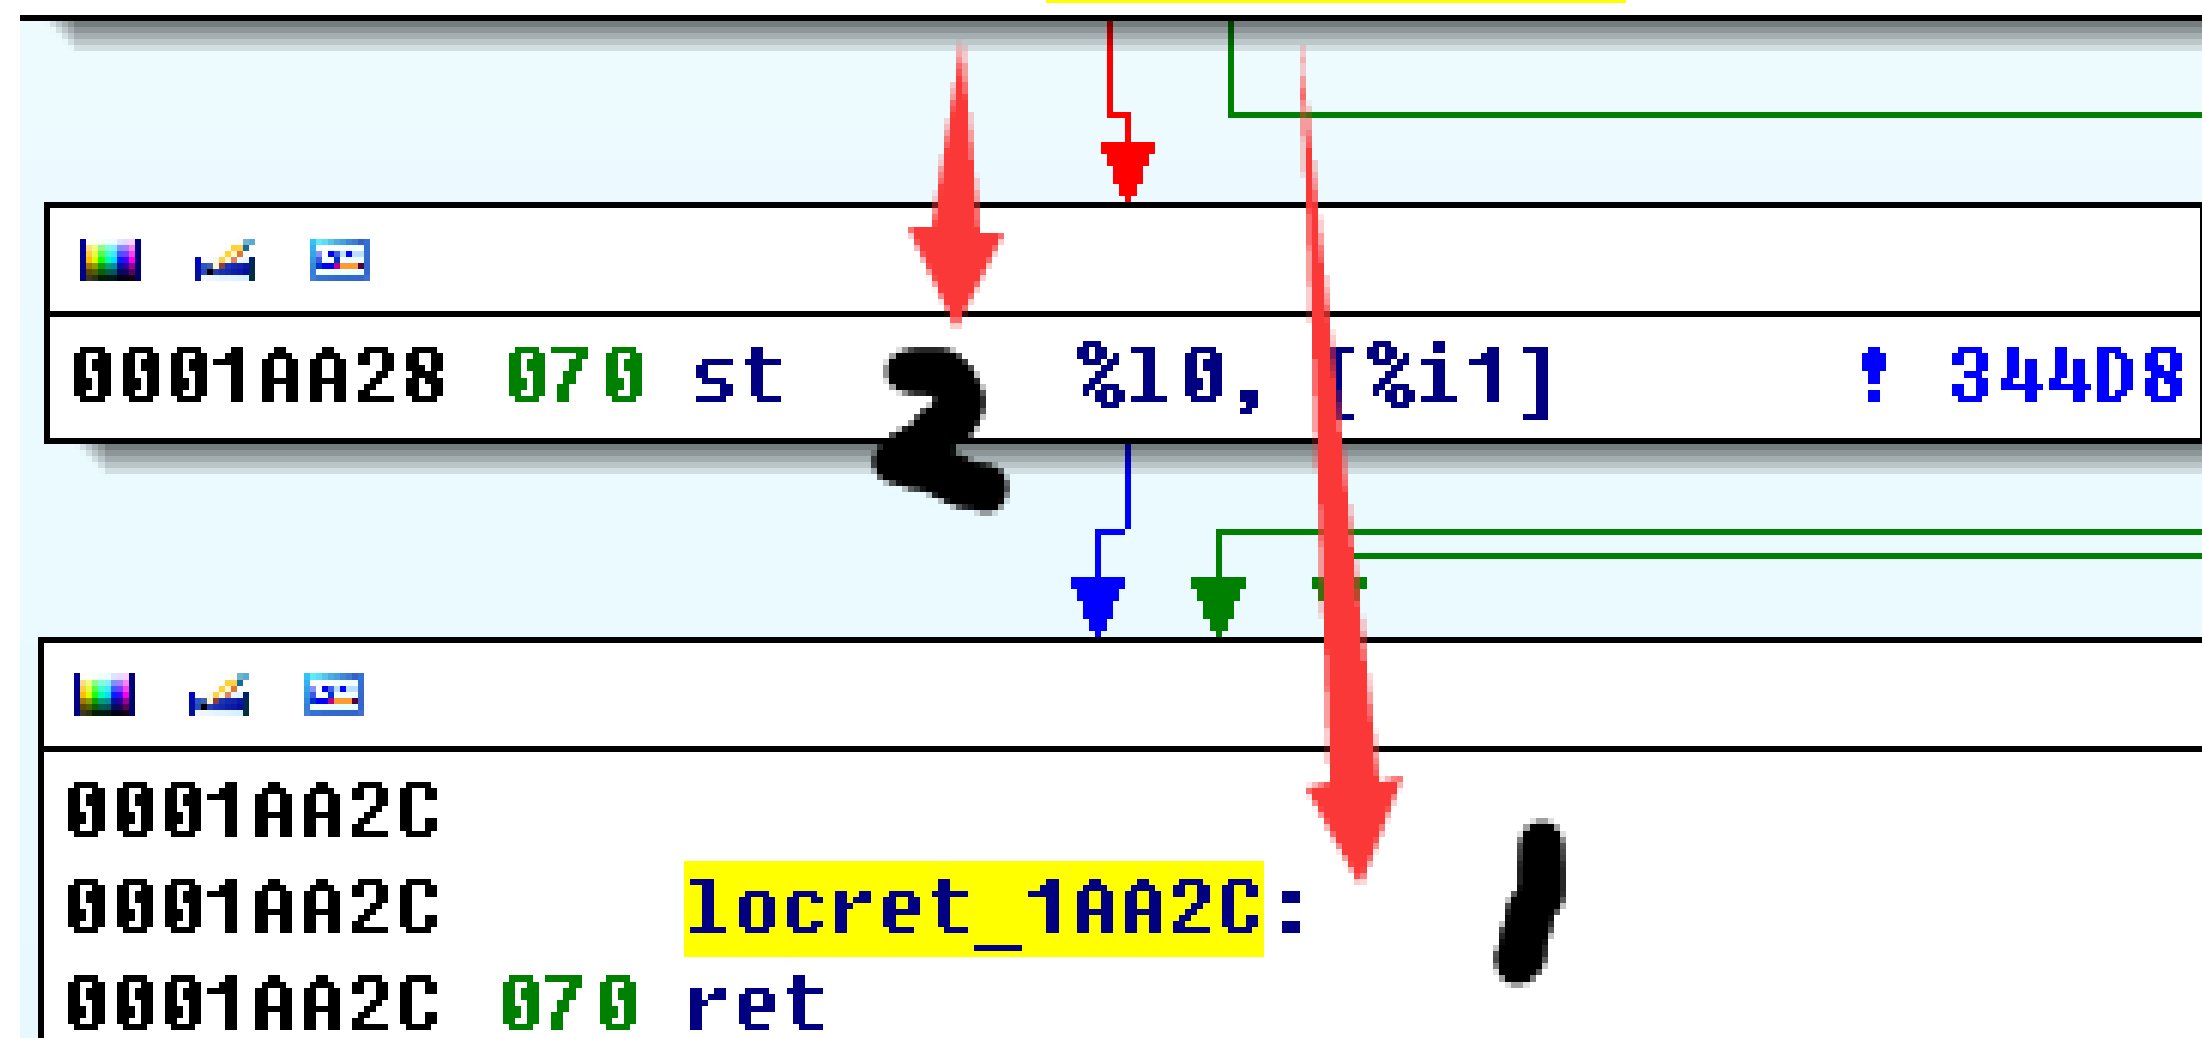 0001AA28 070 st 2 %l0, [%i1] ! 344D8
0001AA2C
0001AA2C locret_1AA2C: 1
0001AA2C 070 ret